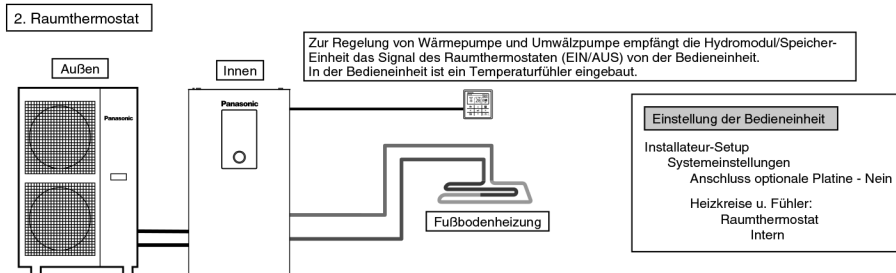 2. Raumthermostat
Zur Regelung von Wärmepumpe und Umwälzpumpe empfängt die Hydromodul/Speicher-
Einheit das Signal des Raumthermostaten (EIN/AUS) von der Bedieneinheit.
In der Bedieneinheit ist ein Temperaturfühler eingebaut.
Außen
Innen
Panasonic
Panasonic
Fußbodenheizung
Einstellung der Bedieneinheit
Installateur-Setup
Systemeinstellungen
Anschluss optionale Platine - Nein
Heizkreise u. Fühler:
Raumthermostat
Intern